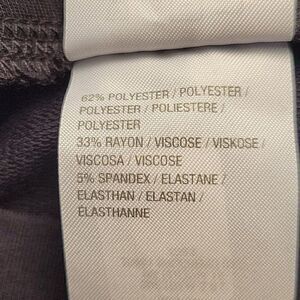 62% POLYESTER / POLYESTER /
POLYESTER / POLIESTERE /
POLYESTER
33% RAYON / VISCOSE / VISKOSE /
VISCOSA / VISCOSE
5% SPANDEX / ELASTANE /
ELASTHAN / ELASTAN /
ELASTHANNE